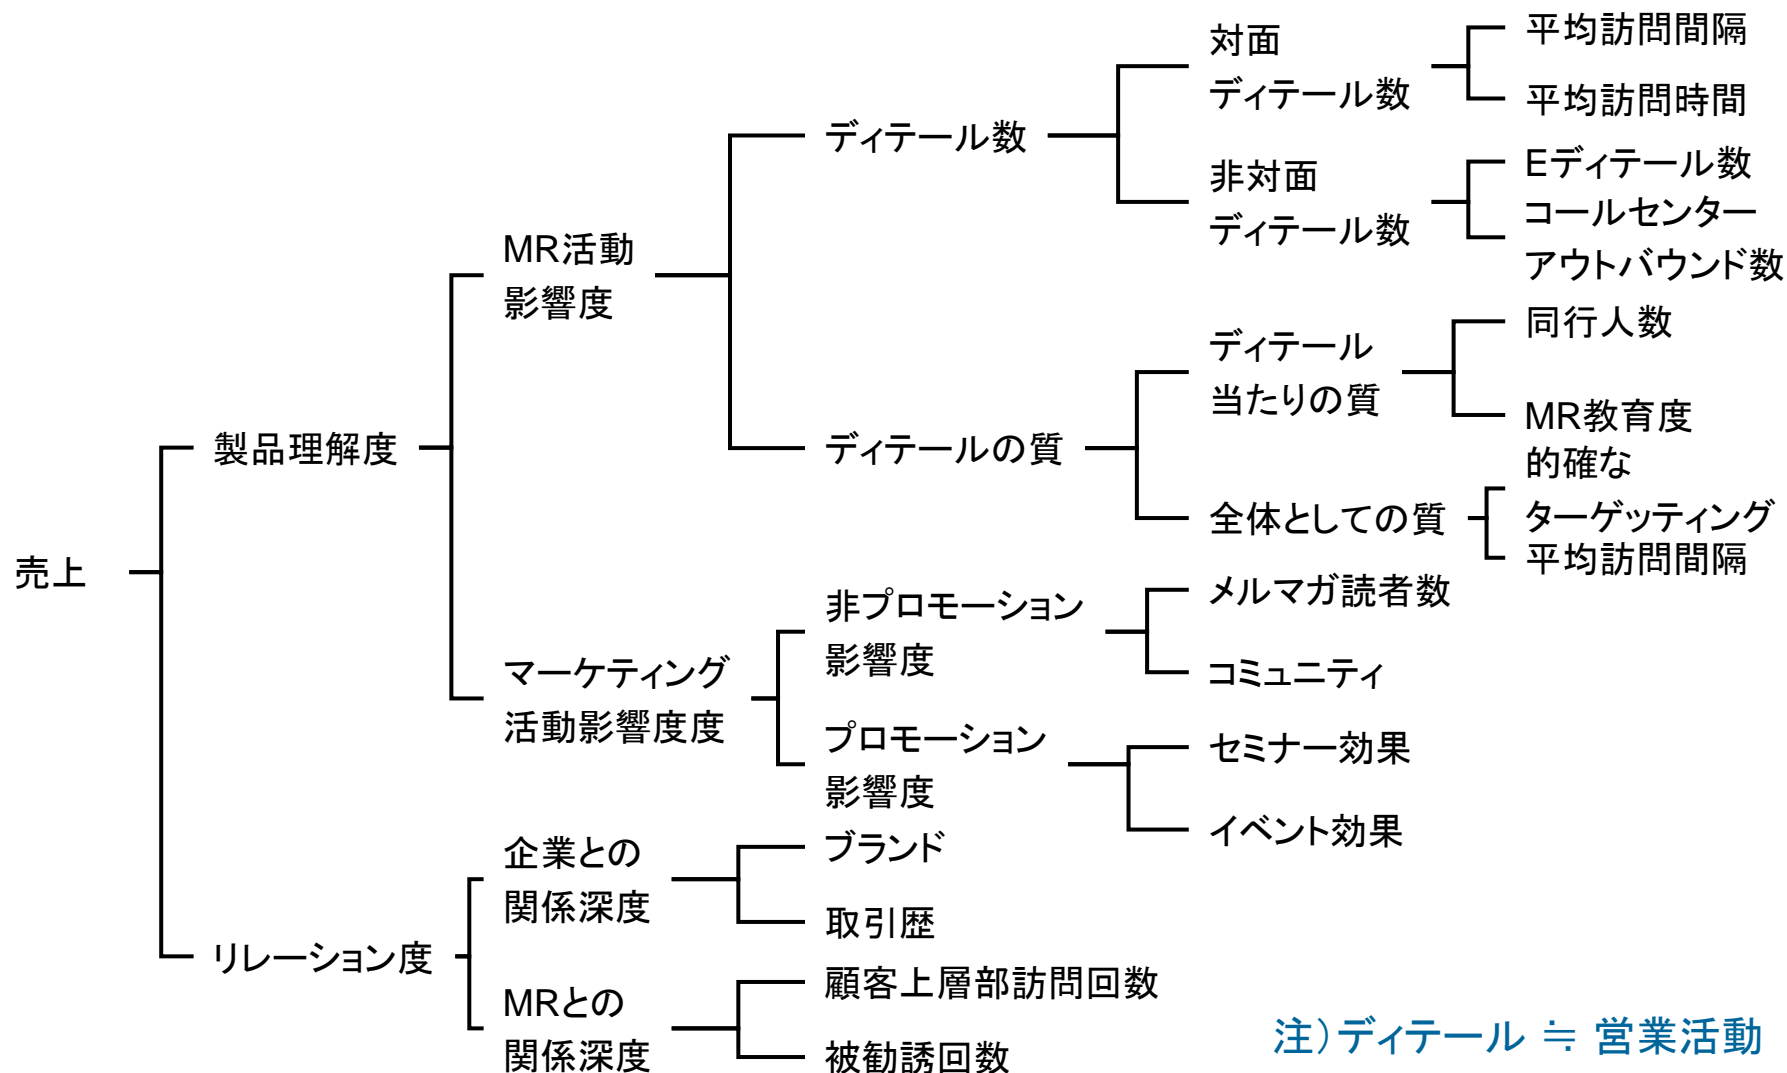 売上
製品理解度
リレーション度
MR活動
影響度
マーケティング
活動影響度度
企業との
関係深度
MRとの
関係深度
ディテール数
ディテールの質
非プロモーション
影響度
プロモーション
影響度
ブランド
取引歴
顧客上層部訪問回数
被勧誘回数
対面
ディテール数
非対面
ディテール数
ディテール
当たりの質
全体としての質
メルマガ読者数
コミュニティ
セミナー効果
イベント効果
平均訪問間隔
平均訪問時間
Eディテール数
コールセンター
アウトバウンド数
同行人数
MR教育度
的確な
ターゲッティング
平均訪問間隔
注）ディテール ≒ 営業活動